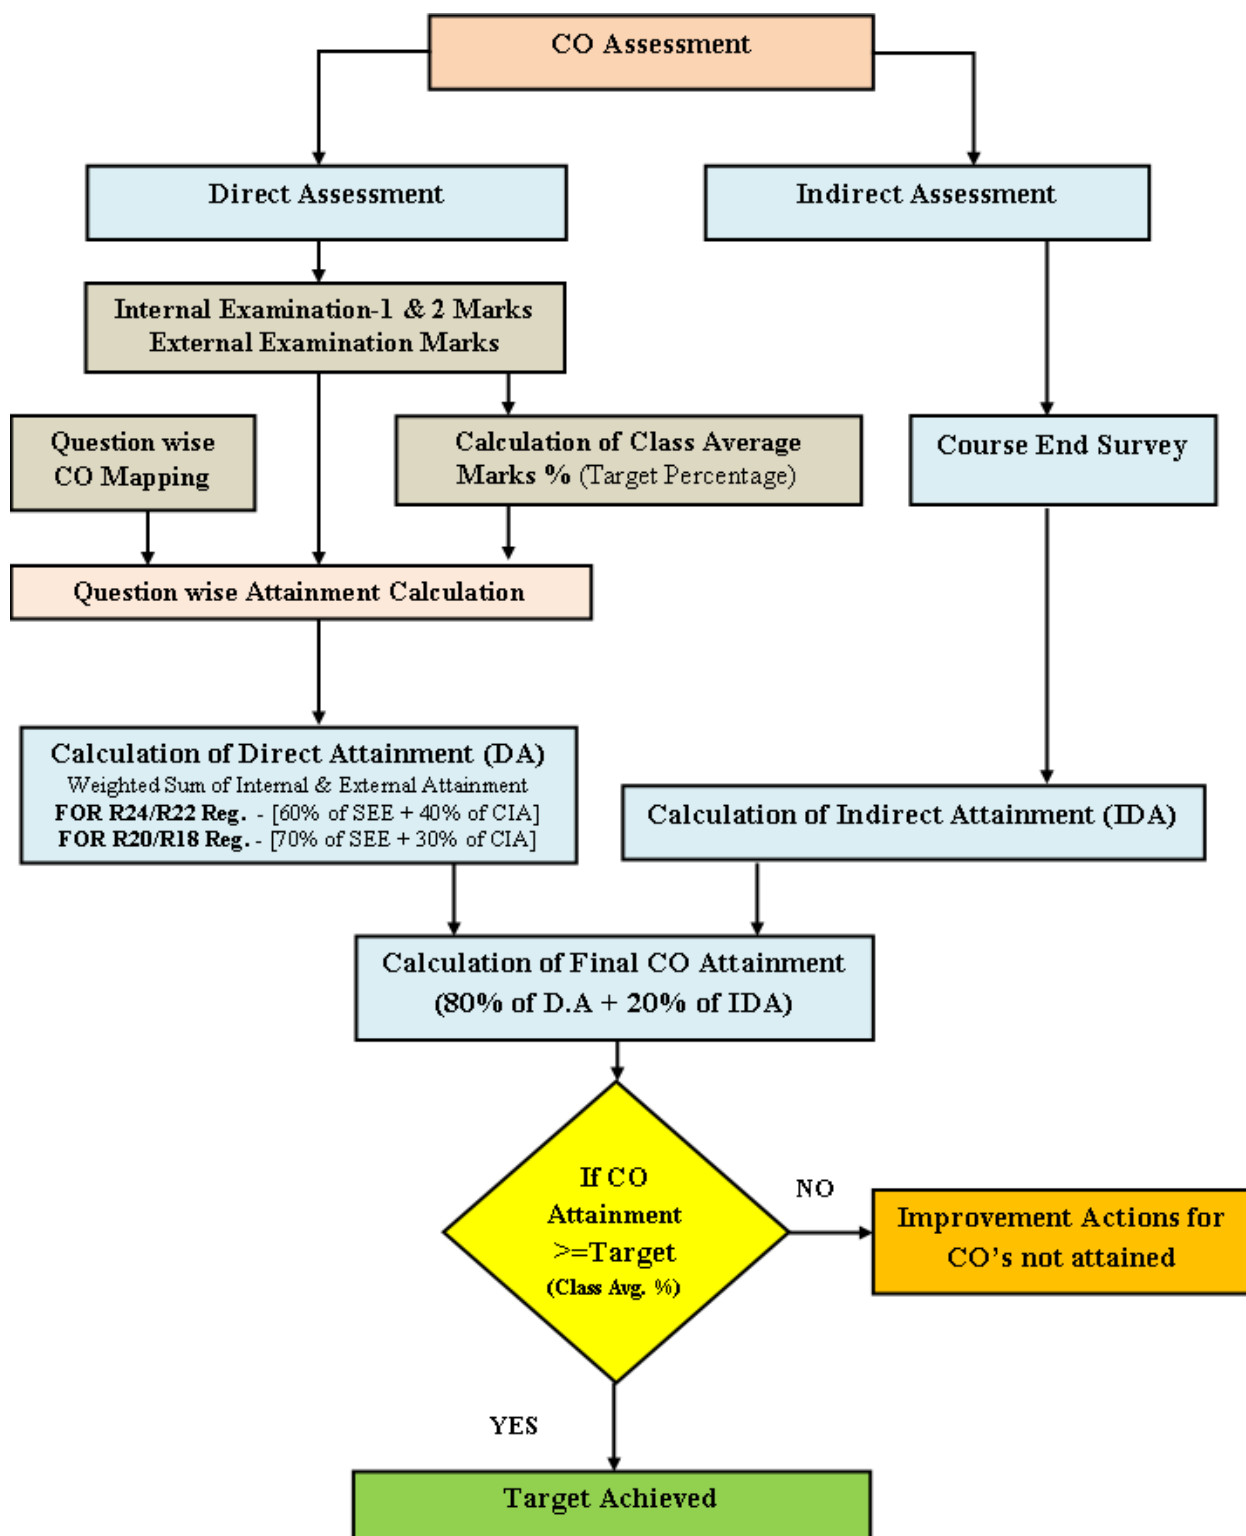 CO Assessment
Direct Assessment
Indirect Assessment
Internal Examination-1 & 2 Marks
External Examination Marks
Question wise
CO Mapping
Calculation of Class Average
Marks % (Target Percentage)
Course End Survey
Question wise Attainment Calculation
Calculation of Direct Attainment (DA)
Weighted Sum of Internal & External Attainment
FOR R24/R22 Reg. - [60% of SEE + 40% of CIA]
FOR R20/R18 Reg. - [70% of SEE + 30% of CIA]
Calculation of Indirect Attainment (IDA)
Calculation of Final CO Attainment
(80% of D.A + 20% of IDA)
If CO
Attainment
>=Target
(Class Avg. %)
NO
Improvement Actions for
CO's not attained
YES
Target Achieved